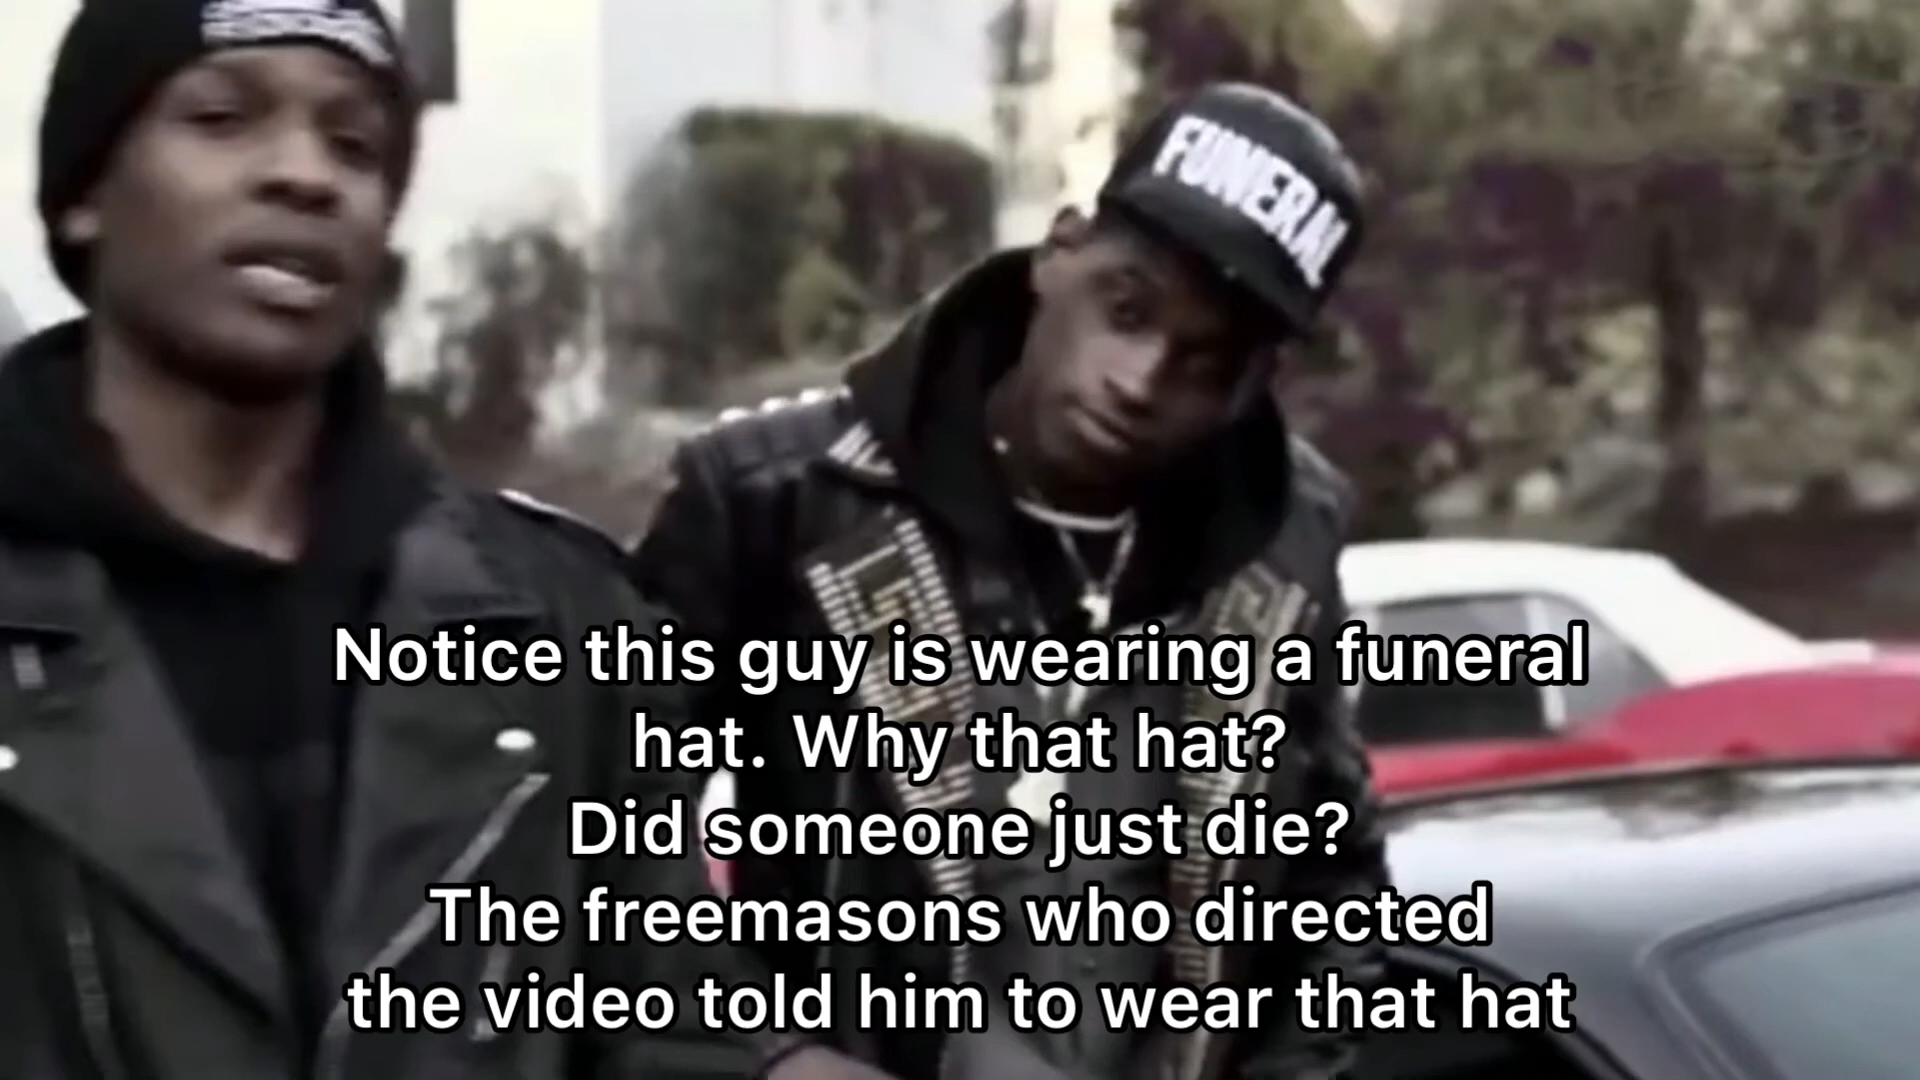 FUNERAL
Notice this guy is wearing a funeral
hat. Why that hat?
Did someone just die?
The freemasons who directed
the video told him to wear that hat